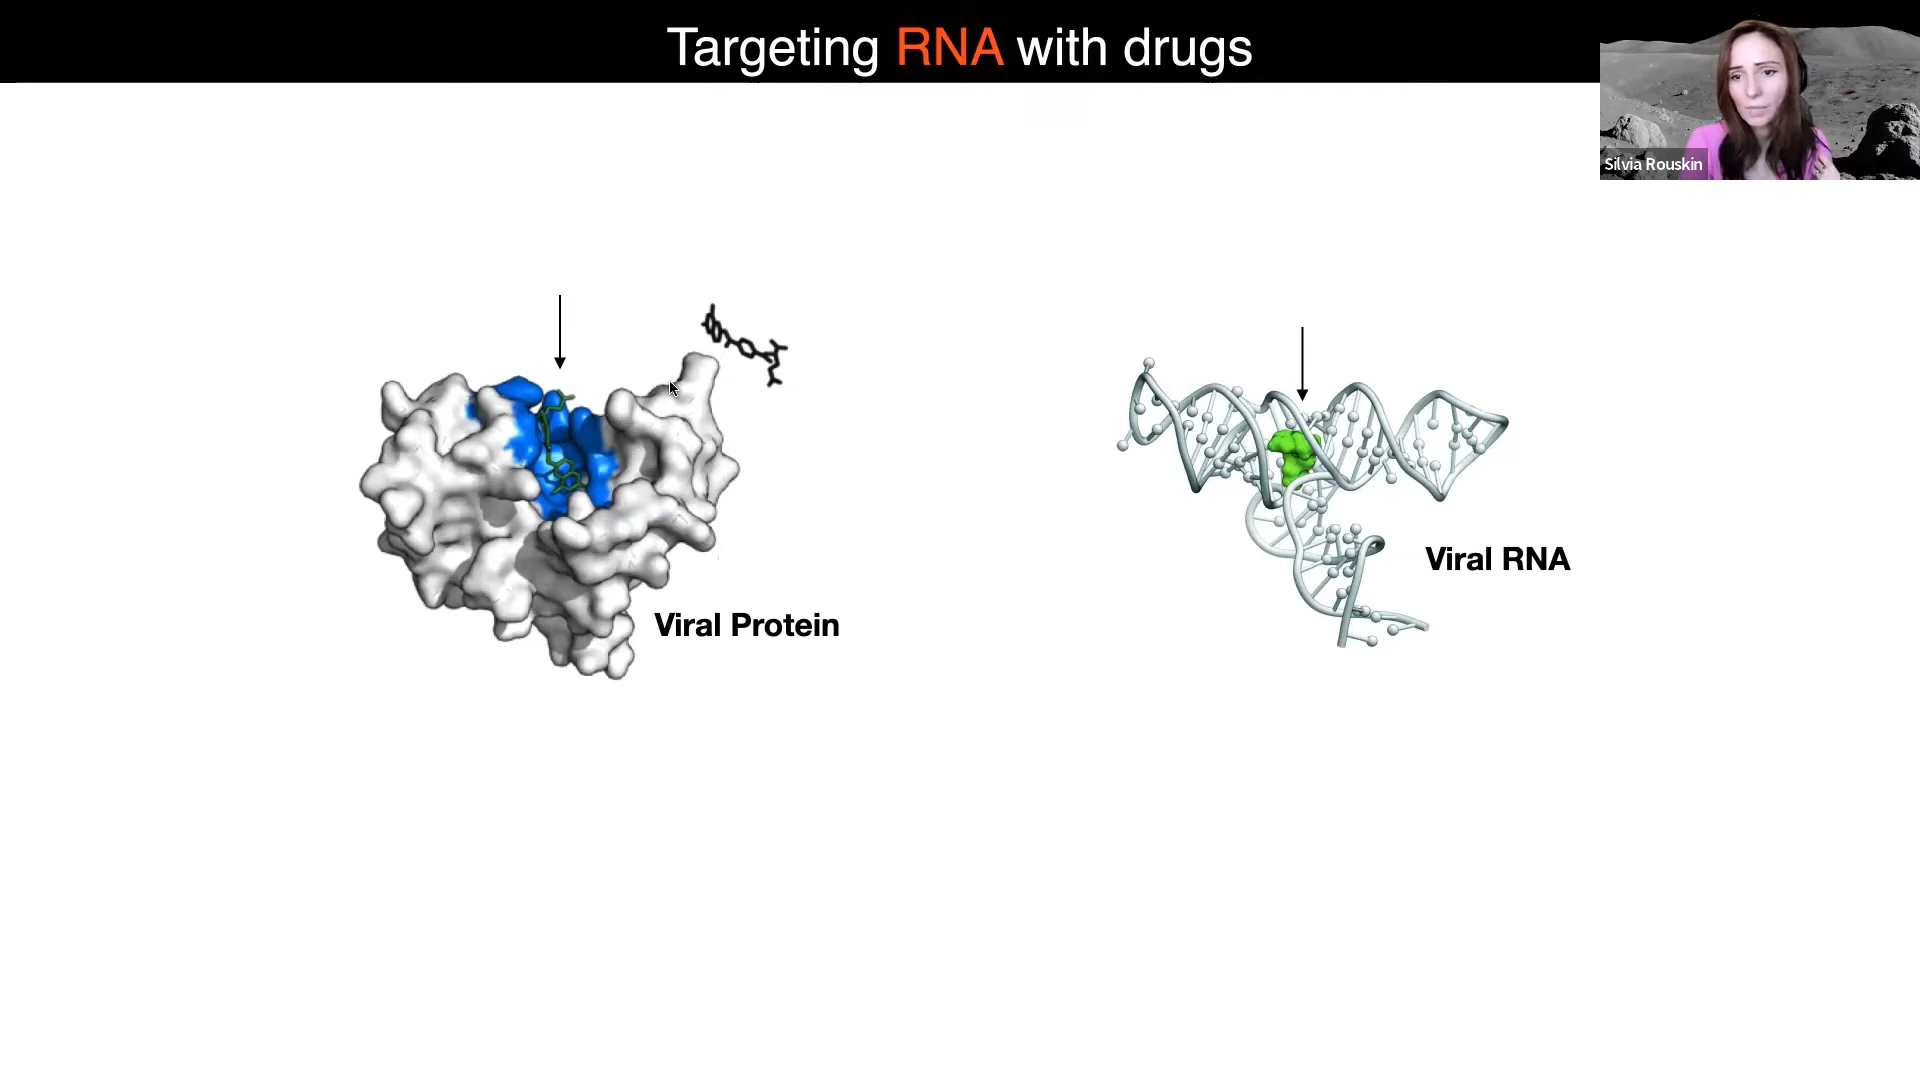 Targeting RNA with drugs
Silvia Rouskin
Viral RNA
Viral Protein